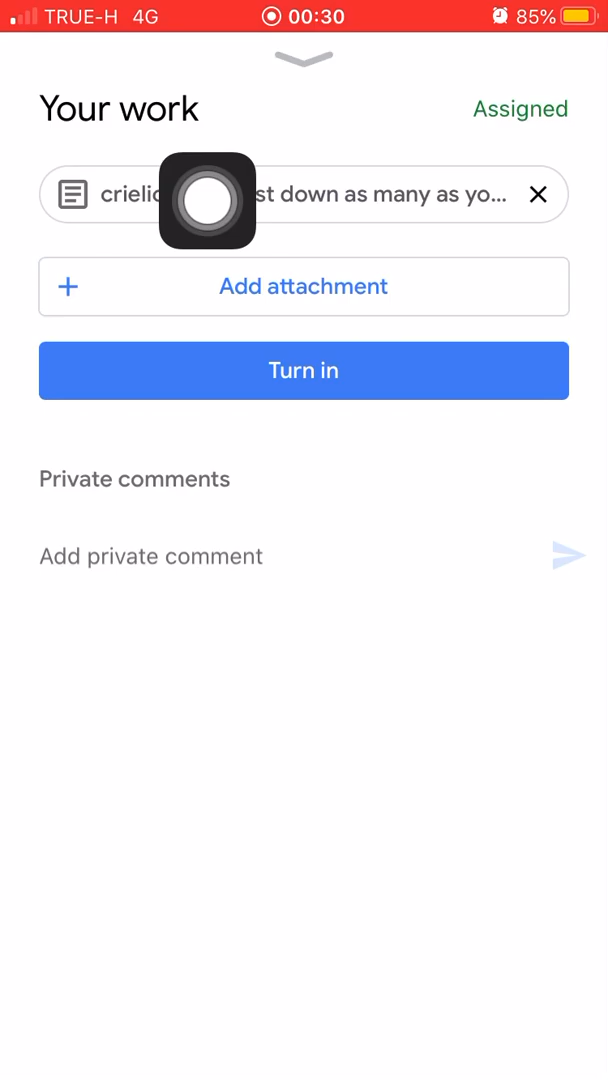 TRUE-H 4G 00:30 85%
Your work Assigned
st down as many as yo...
+ Add attachment
Turn in
Private comments
Add private comment